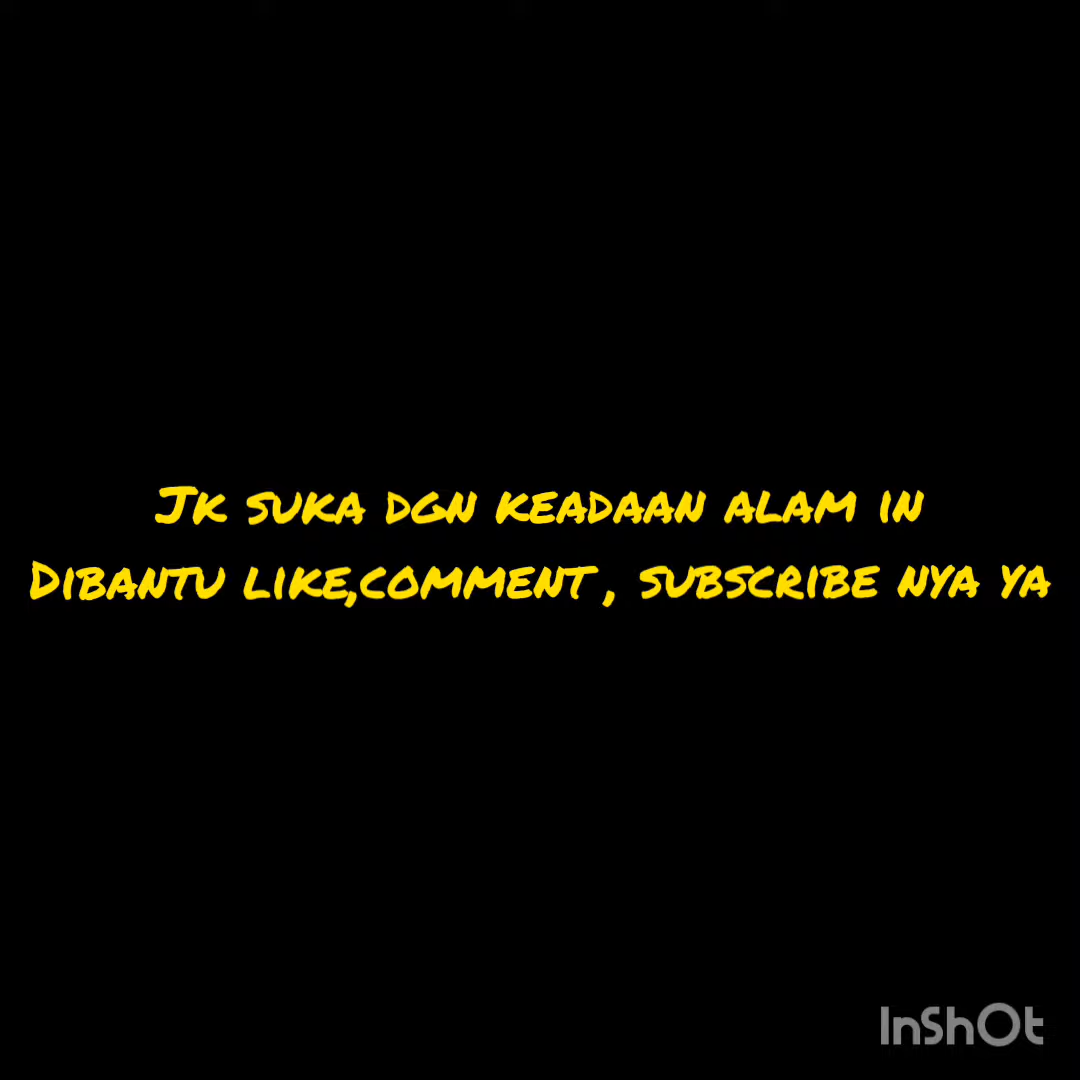 Jk suka dgn keadaan alam in
Dibantu like,comment , subscribe nya ya
InShOt